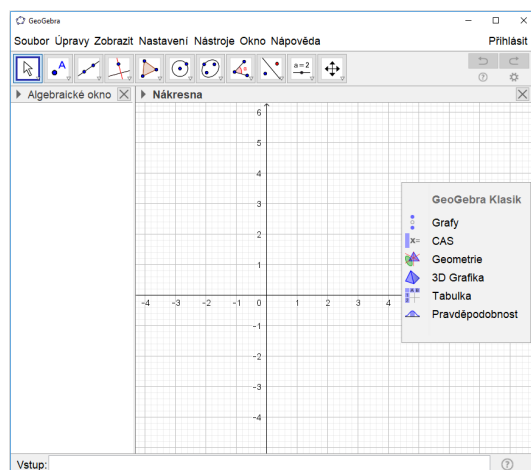 GeoGebra
Soubor Úpravy Zobrazit Nastavení Nástroje Okno Nápověda Přihlásit
A a=2
Algebraické okno Nákresna
6
5
4
3
2
1
-4 -3 -2 -1 0 1 2 3 4
-1
-2
-3
-4
GeoGebra Klasik
Grafy
x= CAS
Geometrie
3D Grafika
Tabulka
Pravděpodobnost
Vstup: